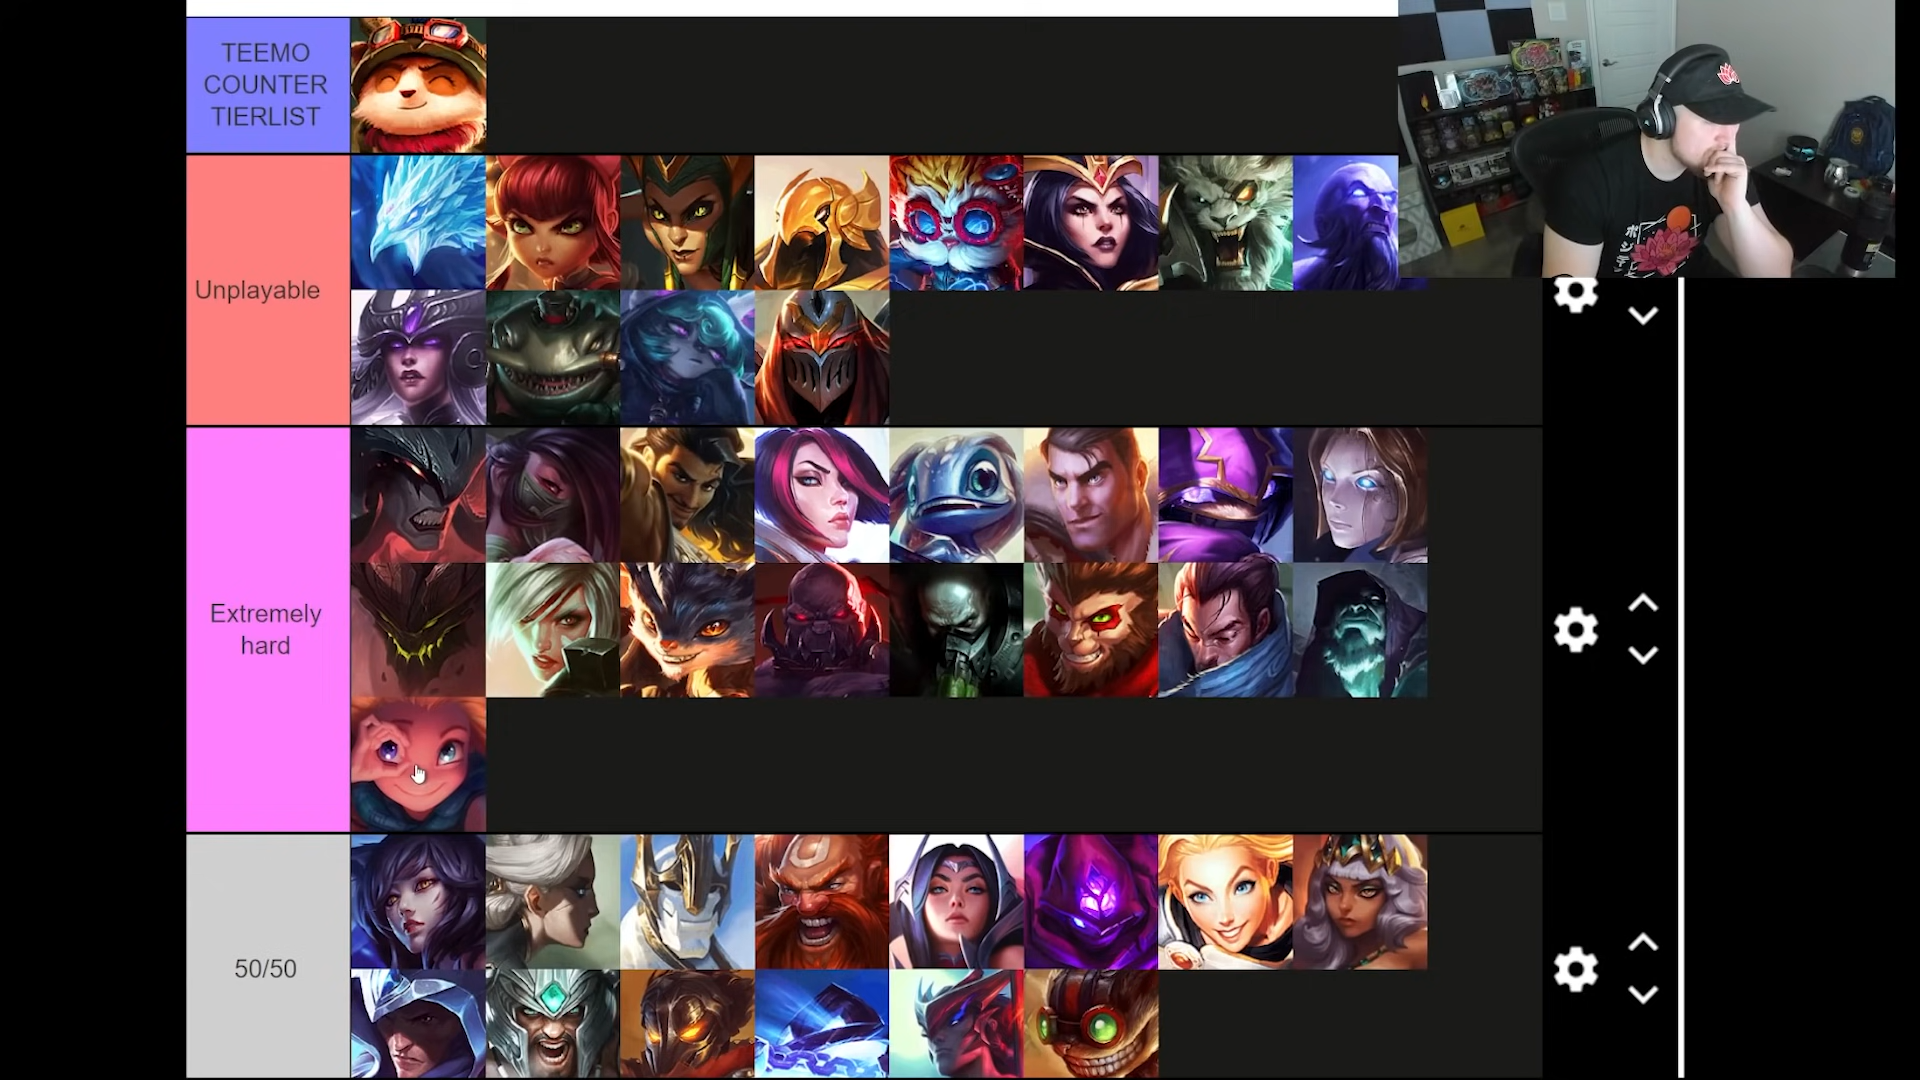 TEEMO
COUNTER
TIERLIST
Unplayable
Extremely
hard
50/50